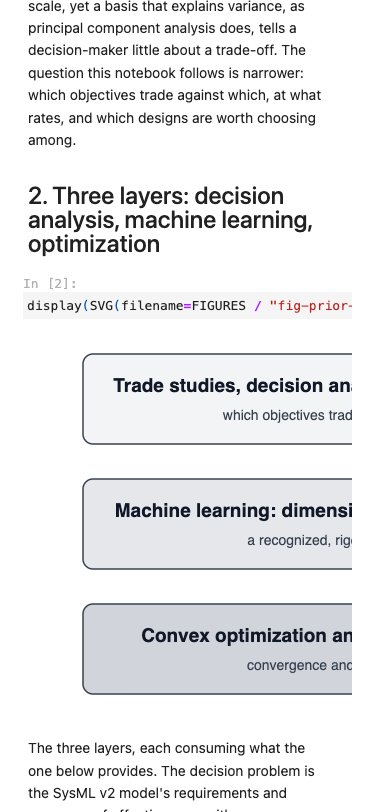 scale, yet a basis that explains variance, as
principal component analysis does, tells a
decision-maker little about a trade-off. The
question this notebook follows is narrower:
which objectives trade against which, at what
rates, and which designs are worth choosing
among.
2. Three layers: decision
analysis, machine learning,
optimization
In [2]:
display(SVG(filename=FIGURES / "fig-prior-
Trade studies, decision ana
which objectives trad
Machine learning: dimensi
a recognized, rig
Convex optimization an
convergence and
The three layers, each consuming what the
one below provides. The decision problem is
the SysML v2 model's requirements and